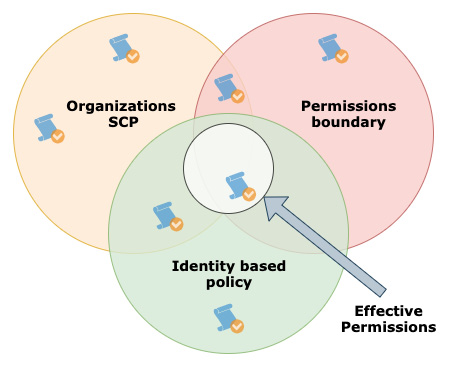 Organizations
SCP
Permissions
boundary
Identity based
policy
Effective
Permissions